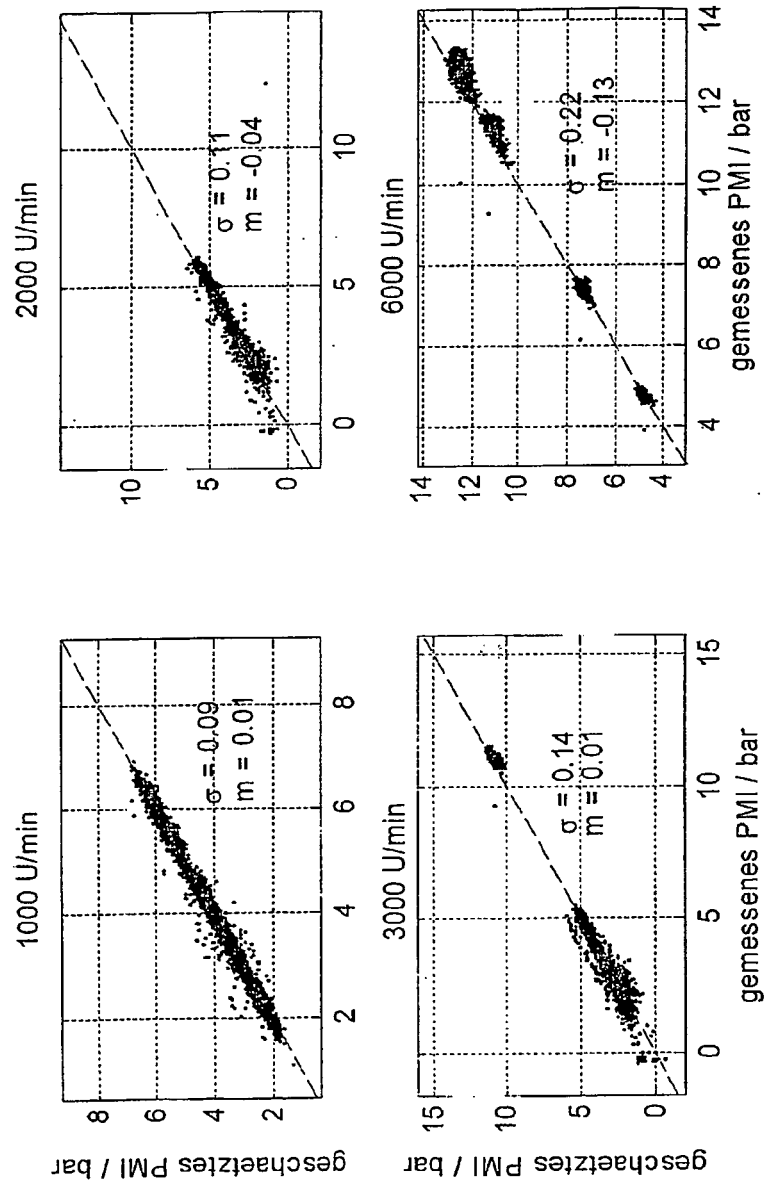 1000 U/min
geschaetztes PMI / bar
8
6
4
2
σ = 0.09
m = 0.01
2
4
6
8
2000 U/min
10
5
0
σ = 0.11
m = -0.04
0
5
10
3000 U/min
geschaetztes PMI / bar
15
10
5
0
σ = 0.14
m = 0.01
0
5
10
15
gemessenes PMI / bar
6000 U/min
14
12
10
8
6
4
σ = 0.22
m = -0.13
4
6
8
10
12
14
gemessenes PMI / bar